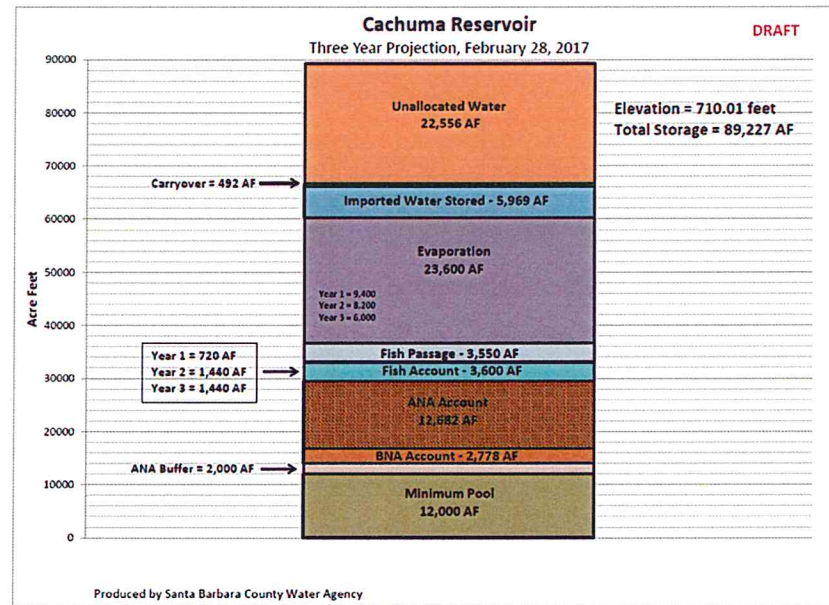 Cachuma Reservoir
DRAFT
Three Year Projection, February 28, 2017
Acre Feet
90000
80000
70000
60000
50000
40000
30000
20000
10000
0
Unallocated Water
22,556 AF
Elevation = 710.01 feet
Total Storage = 89,227 AF
Carryover = 492 AF
Imported Water Stored - 5,969 AF
Evaporation
23,600 AF
Year 1 = 9,400
Year 2 = 8,200
Year 3 = 6,000
Fish Passage - 3,550 AF
Year 1 = 720 AF
Year 2 = 1,440 AF
Year 3 = 1,440 AF
Fish Account - 3,600 AF
ANA Account
12,682 AF
BNA Account - 2,778 AF
ANA Buffer = 2,000 AF
Minimum Pool
12,000 AF
Produced by Santa Barbara County Water Agency